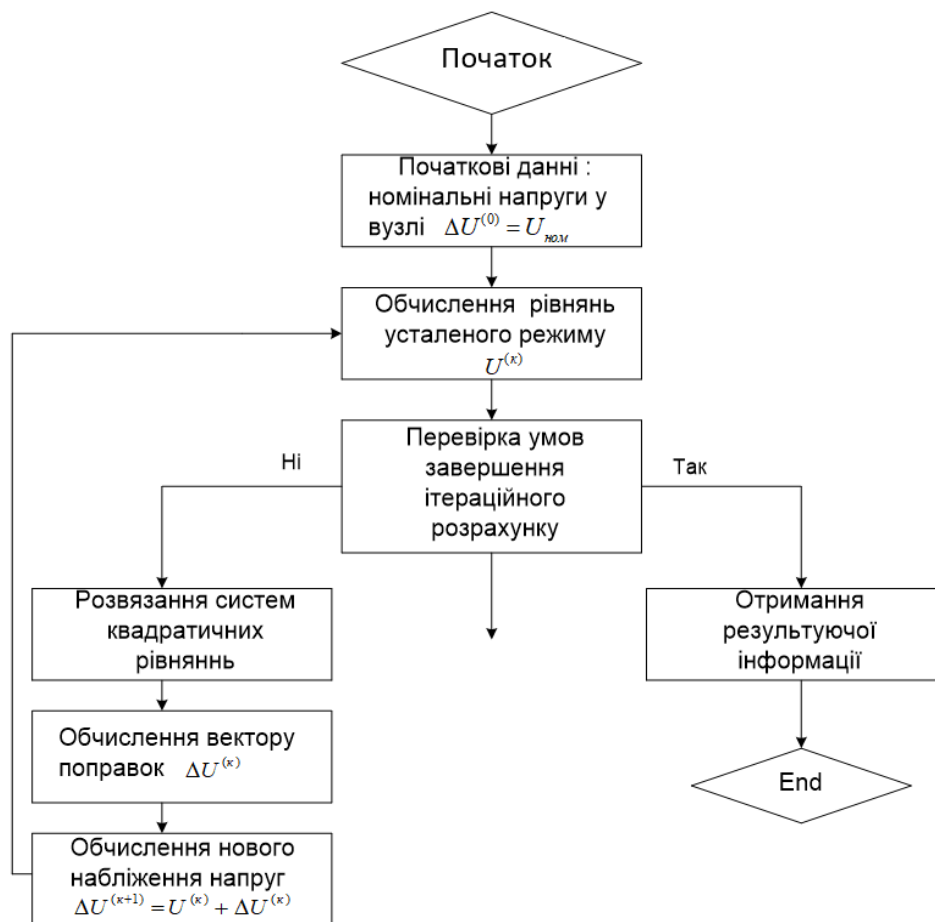 Початок
Початкові данні :
номінальні напруги у
вузлі ΔU⁽⁰⁾ = Uном
Обчислення рівнянь
усталеного режиму
U⁽ᴷ⁾
Перевірка умов
завершення
ітераційного
розрахунку
Ні
Так
Розвязання систем
квадратичних
рівняннь
Отримання
результуючої
інформації
Обчислення вектору
поправок ΔU⁽ᴷ⁾
End
Обчислення нового
набліження напруг
ΔU⁽ᴷ⁺¹⁾ = U⁽ᴷ⁾ + ΔU⁽ᴷ⁾